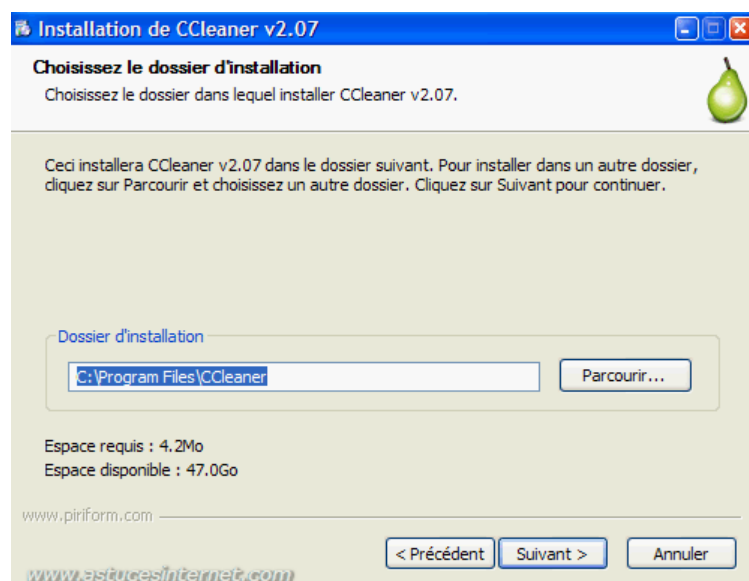 Installation de CCleaner v2.07
Choisissez le dossier d'installation
Choisissez le dossier dans lequel installer CCleaner v2.07.
Ceci installera CCleaner v2.07 dans le dossier suivant. Pour installer dans un autre dossier,
cliquez sur Parcourir et choisissez un autre dossier. Cliquez sur Suivant pour continuer.
Dossier d'installation
C:\Program Files\CCleaner
Parcourir...
Espace requis : 4.2Mo
Espace disponible : 47.0Go
www.piriform.com
< Précédent
Suivant >
Annuler
www.astucesinternet.com